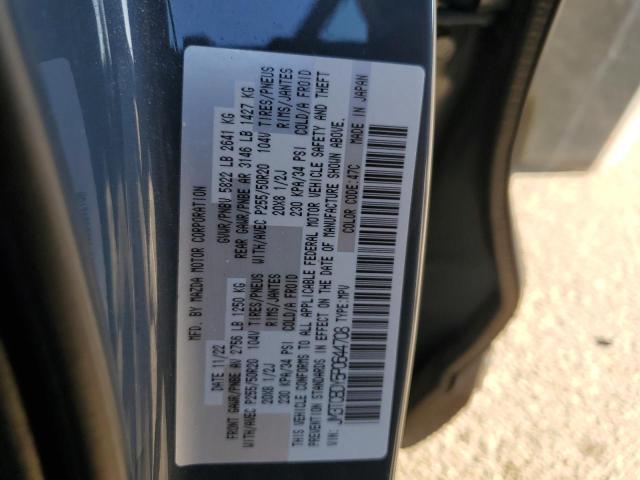 MFD. BY MAZDA MOTOR CORPORATION
DATE 11/22 GVWR/PNBV 5822 LB 2641 KG
FRONT GAWR/PNBE AV 2756 LB 1250 KG REAR GAWR/PNBE AR 3146 LB 1427 KG
WITH/AVEC P255/50R20 104V TIRES/PNEUS WITH/AVEC P255/50R20 104V TIRES/PNEUS
20X8 1/2J RIMS/JANTES 20X8 1/2J RIMS/JANTES
230 KPA/34 PSI COLD/A FROID 230 KPA/34 PSI COLD/A FROID
THIS VEHICLE CONFORMS TO ALL APPLICABLE FEDERAL MOTOR VEHICLE SAFETY AND THEFT
PREVENTION STANDARDS IN EFFECT ON THE DATE OF MANUFACTURE SHOWN ABOVE.
VIN: JM3TCBDY5P0644708 TYPE:MPV COLOR CODE:47C MADE IN JAPAN